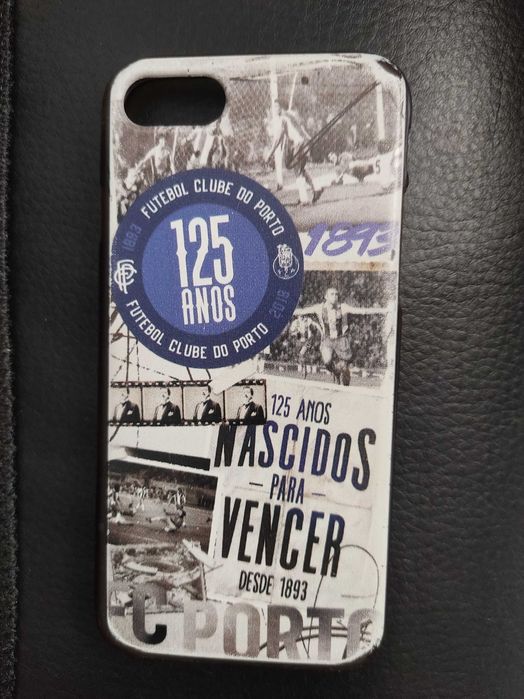 FUTEBOL CLUBE DO PORTO
1893
125
ANOS
2018
FUTEBOL CLUBE DO PORTO
1893
125 ANOS
NASCIDOS
– PARA –
VENCER
DESDE 1893
C PORTO